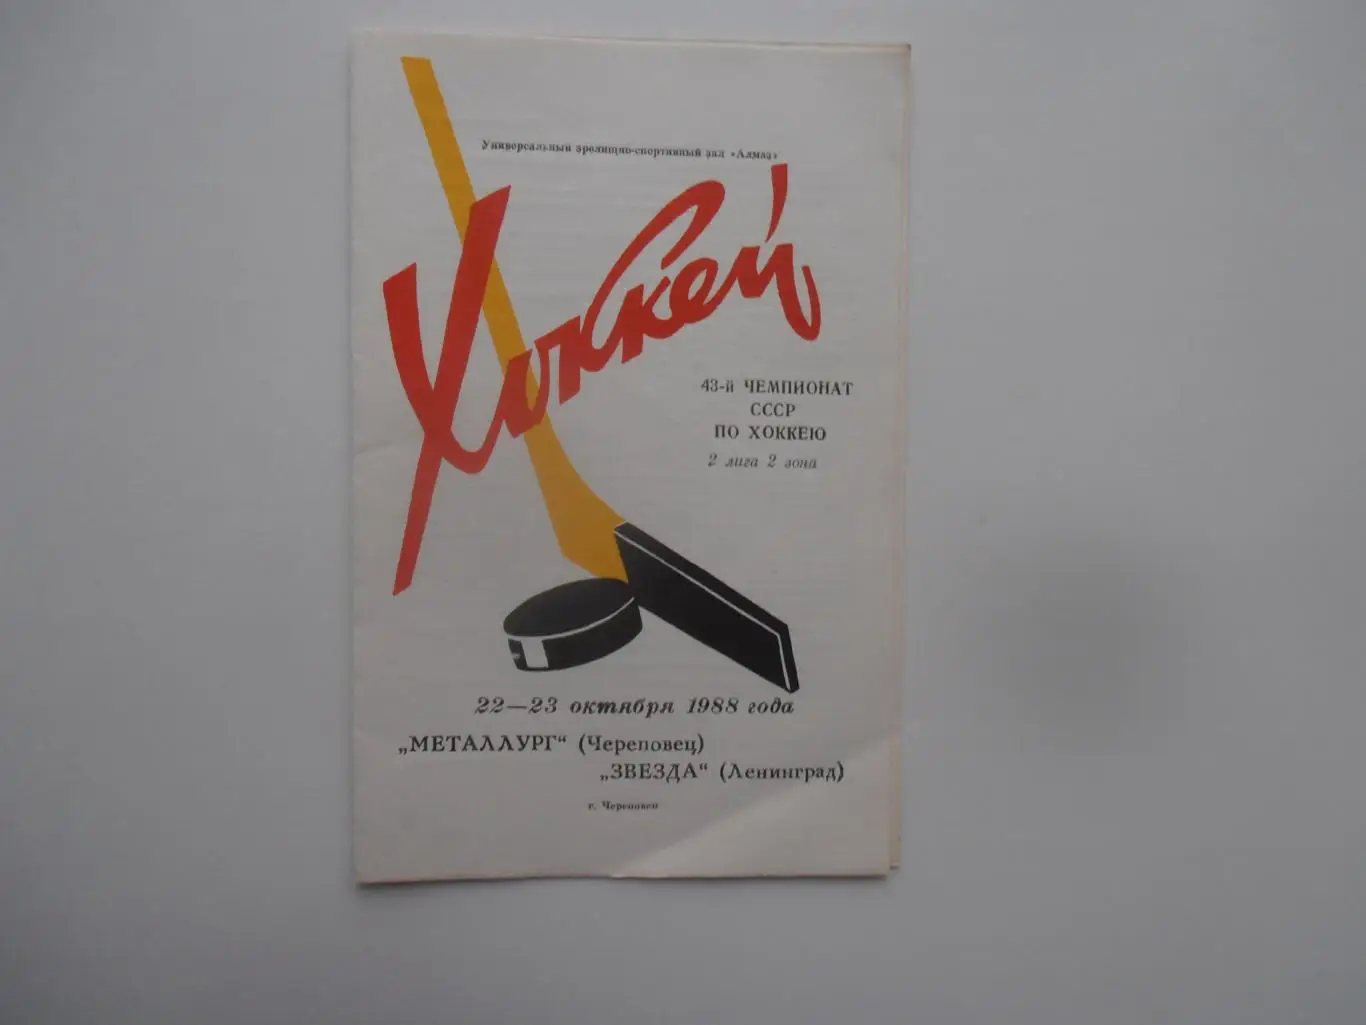 Универсальный зрелищно-спортивный зал «Алмаз»
Хоккей
43-й ЧЕМПИОНАТ
СССР
ПО ХОККЕЮ
2 лига 2 зона
22—23 октября 1988 года
„МЕТАЛЛУРГ“ (Череповец)
„ЗВЕЗДА“ (Ленинград)
г. Череповец